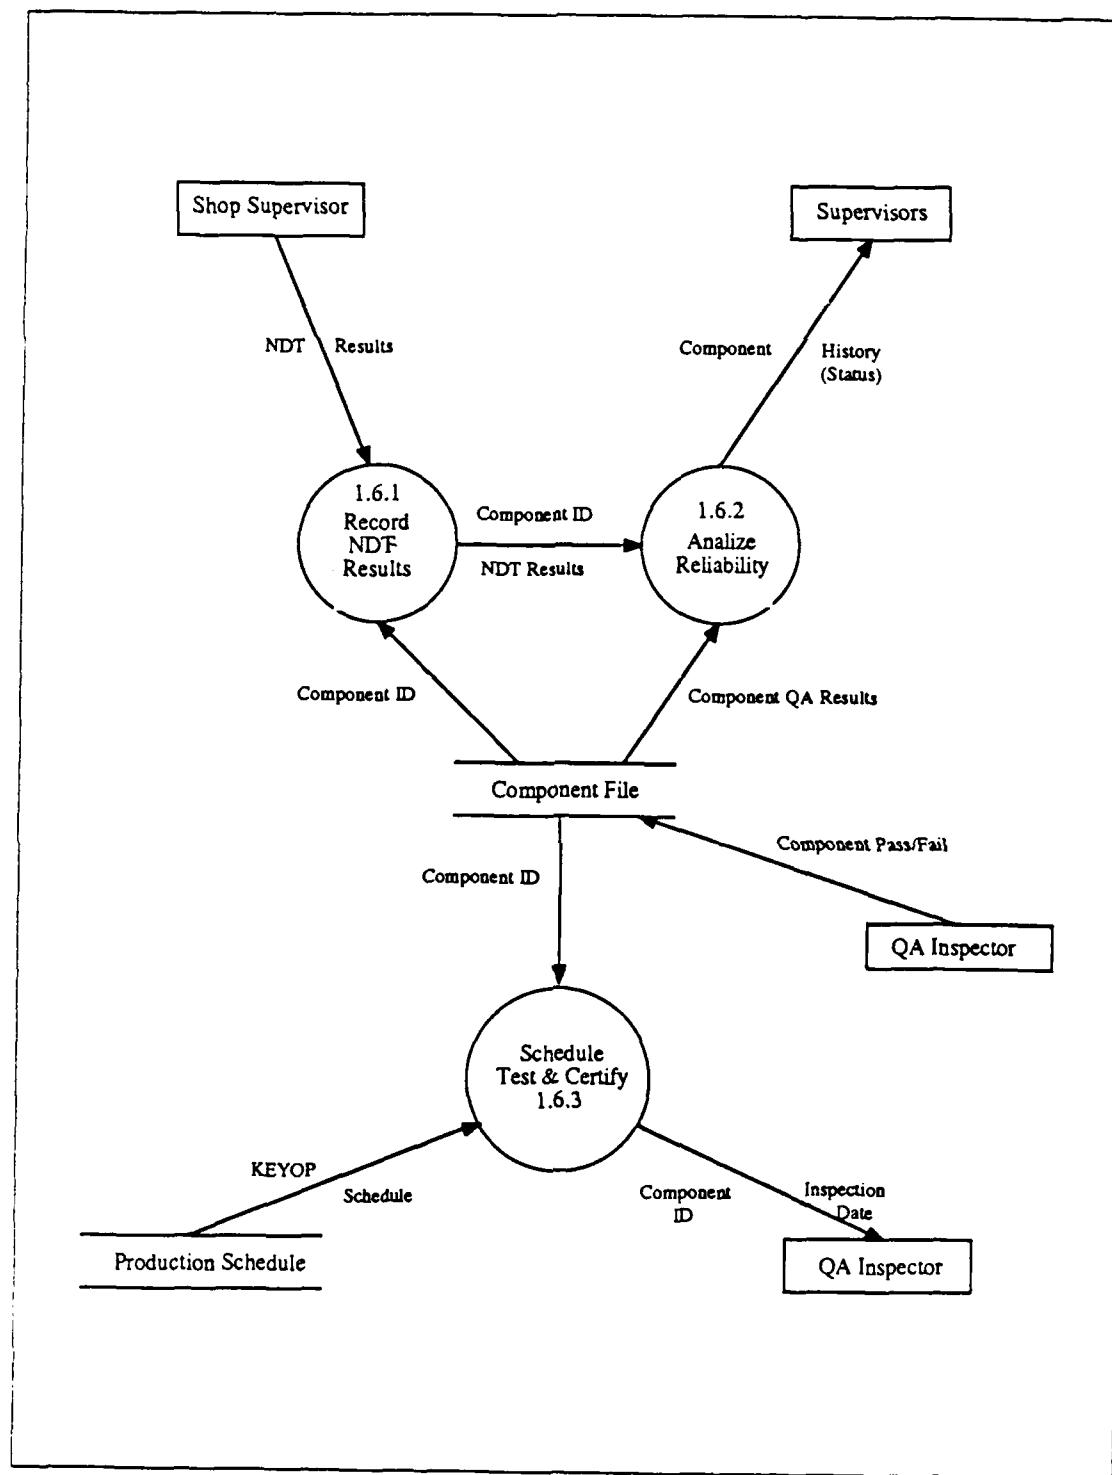 Shop Supervisor
Supervisors
NDT Results
Component History
(Status)
1.6.1
Record
NDT
Results
Component ID
NDT Results
1.6.2
Analize
Reliability
Component ID
Component QA Results
Component File
Component Pass/Fail
Component ID
QA Inspector
Schedule
Test & Certify
1.6.3
KEYOP
Schedule
Component
ID
Inspection
Date
Production Schedule
QA Inspector